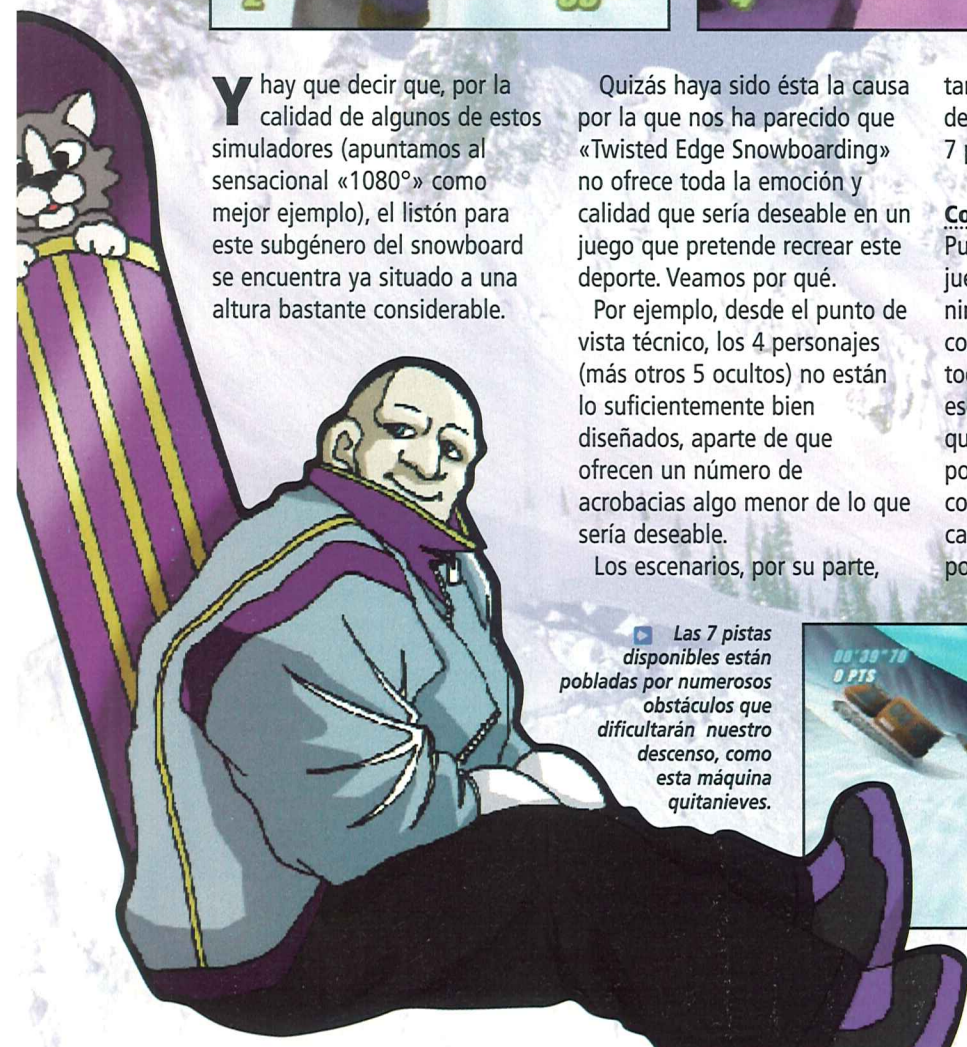 Y hay que decir que, por la
calidad de algunos de estos
simuladores (apuntamos al
sensacional «1080°» como
mejor ejemplo), el listón para
este subgénero del snowboard
se encuentra ya situado a una
altura bastante considerable.
Quizás haya sido ésta la causa
por la que nos ha parecido que
«Twisted Edge Snowboarding»
no ofrece toda la emoción y
calidad que sería deseable en un
juego que pretende recrear este
deporte. Veamos por qué.
Por ejemplo, desde el punto de
vista técnico, los 4 personajes
(más otros 5 ocultos) no están
lo suficientemente bien
diseñados, aparte de que
ofrecen un número de
acrobacias algo menor de lo que
sería deseable.
Los escenarios, por su parte,
Las 7 pistas
disponibles están
pobladas por numerosos
obstáculos que
dificultarán nuestro
descenso, como
esta máquina
quitanieves.
00'39"70
0 PTS
7